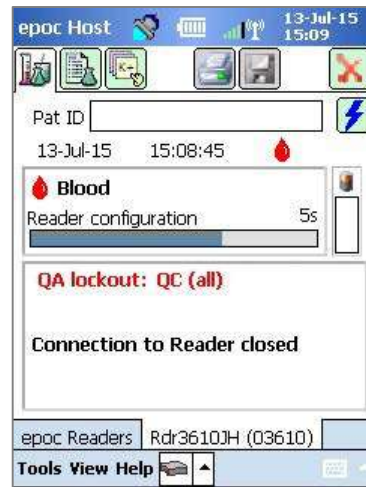 epoc Host 13-Jul-15
15:09
K+
Pat ID
13-Jul-15 15:08:45
Blood
Reader configuration 5s
QA lockout: QC (all)
Connection to Reader closed
epoc Readers Rdr3610JH (03610)
Tools View Help